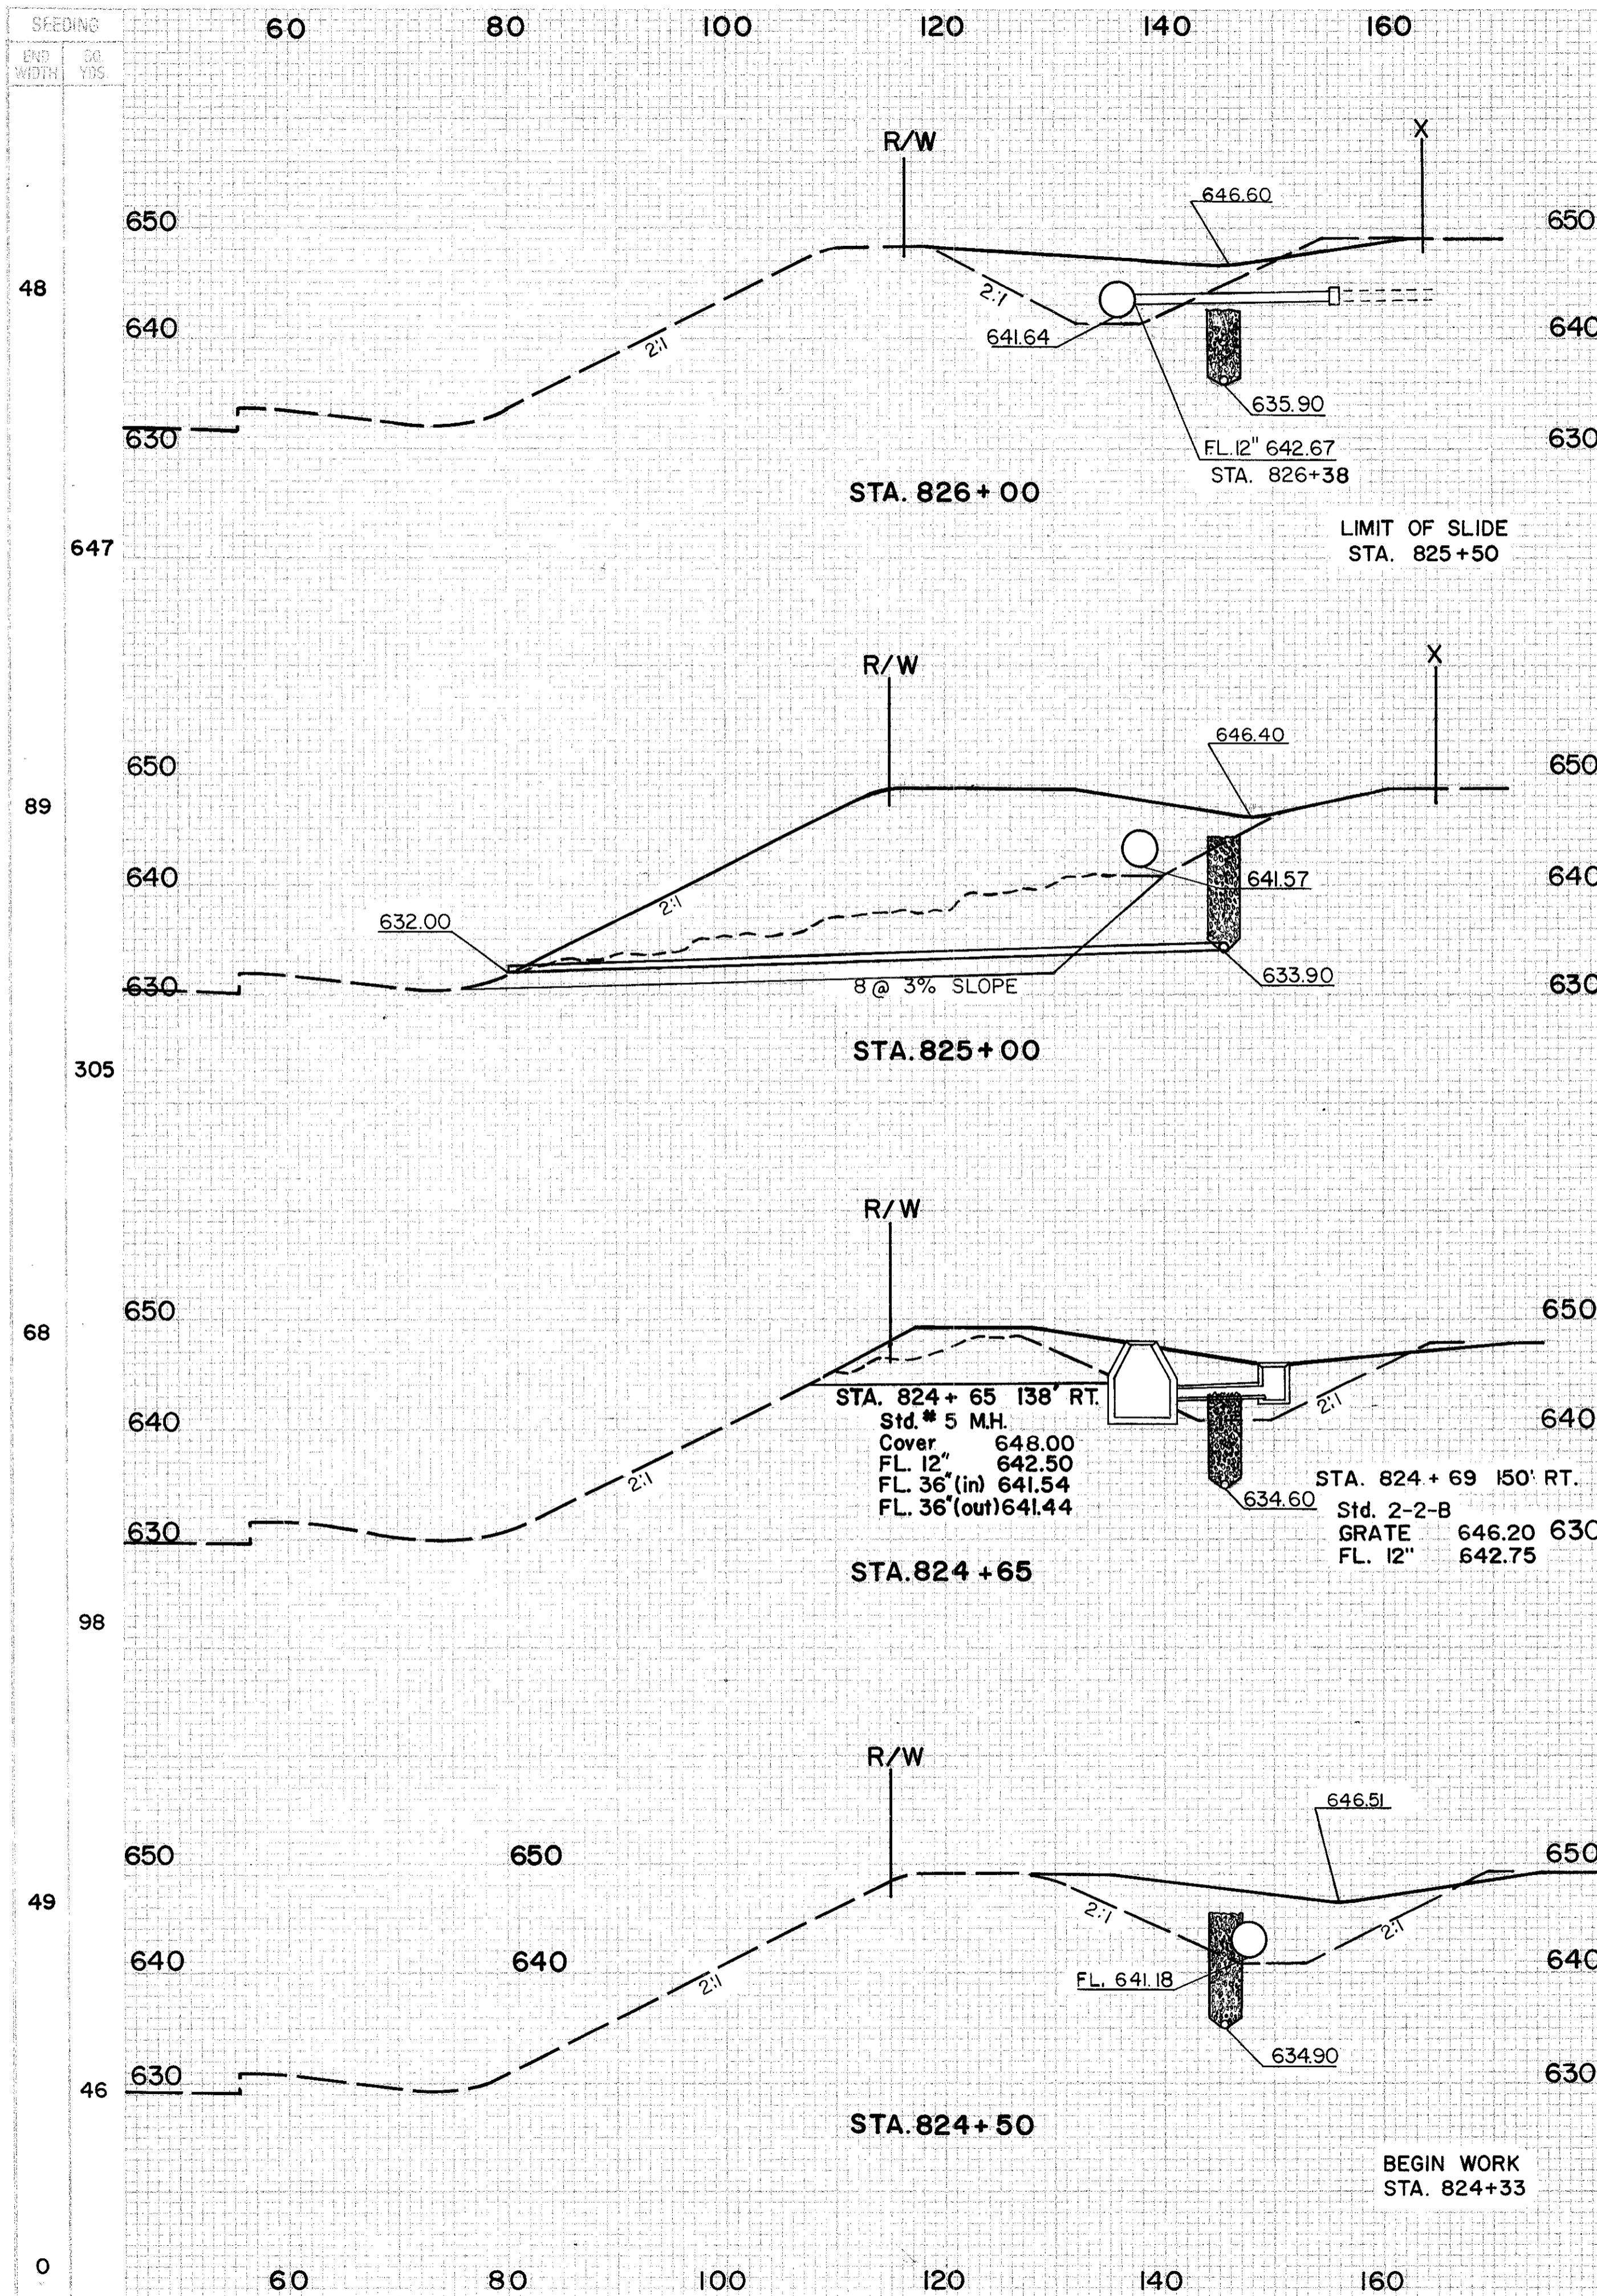 SEEDING
END WIDTH
SQ. YDS.
60 80 100 120 140 160
R/W X
646.60
650 650
48
2:1
640 641.64 640
2:1
635.90
630 630
FL. 12" 642.67
STA. 826+38
STA. 826+00
LIMIT OF SLIDE
STA. 825+50
647
R/W X
646.40
650 650
89
640 641.57 640
2:1
632.00
633.90
630 8 @ 3% SLOPE 630
STA. 825+00
305
R/W
650 650
68
STA. 824+65 138' RT.
Std. # 5 M.H.
Cover 648.00
FL. 12" 642.50
FL. 36" (in) 641.54
FL. 36" (out) 641.44
640 2:1 640
2:1
634.60
STA. 824+69 150' RT.
Std. 2-2-B
GRATE 646.20
FL. 12" 642.75
630 630
STA. 824+65
98
R/W
646.51
650 650 650
49
2:1 2:1
640 640 640
2:1
FL. 641.18
634.90
630 630
46
STA. 824+50
BEGIN WORK
STA. 824+33
0
60 80 100 120 140 160